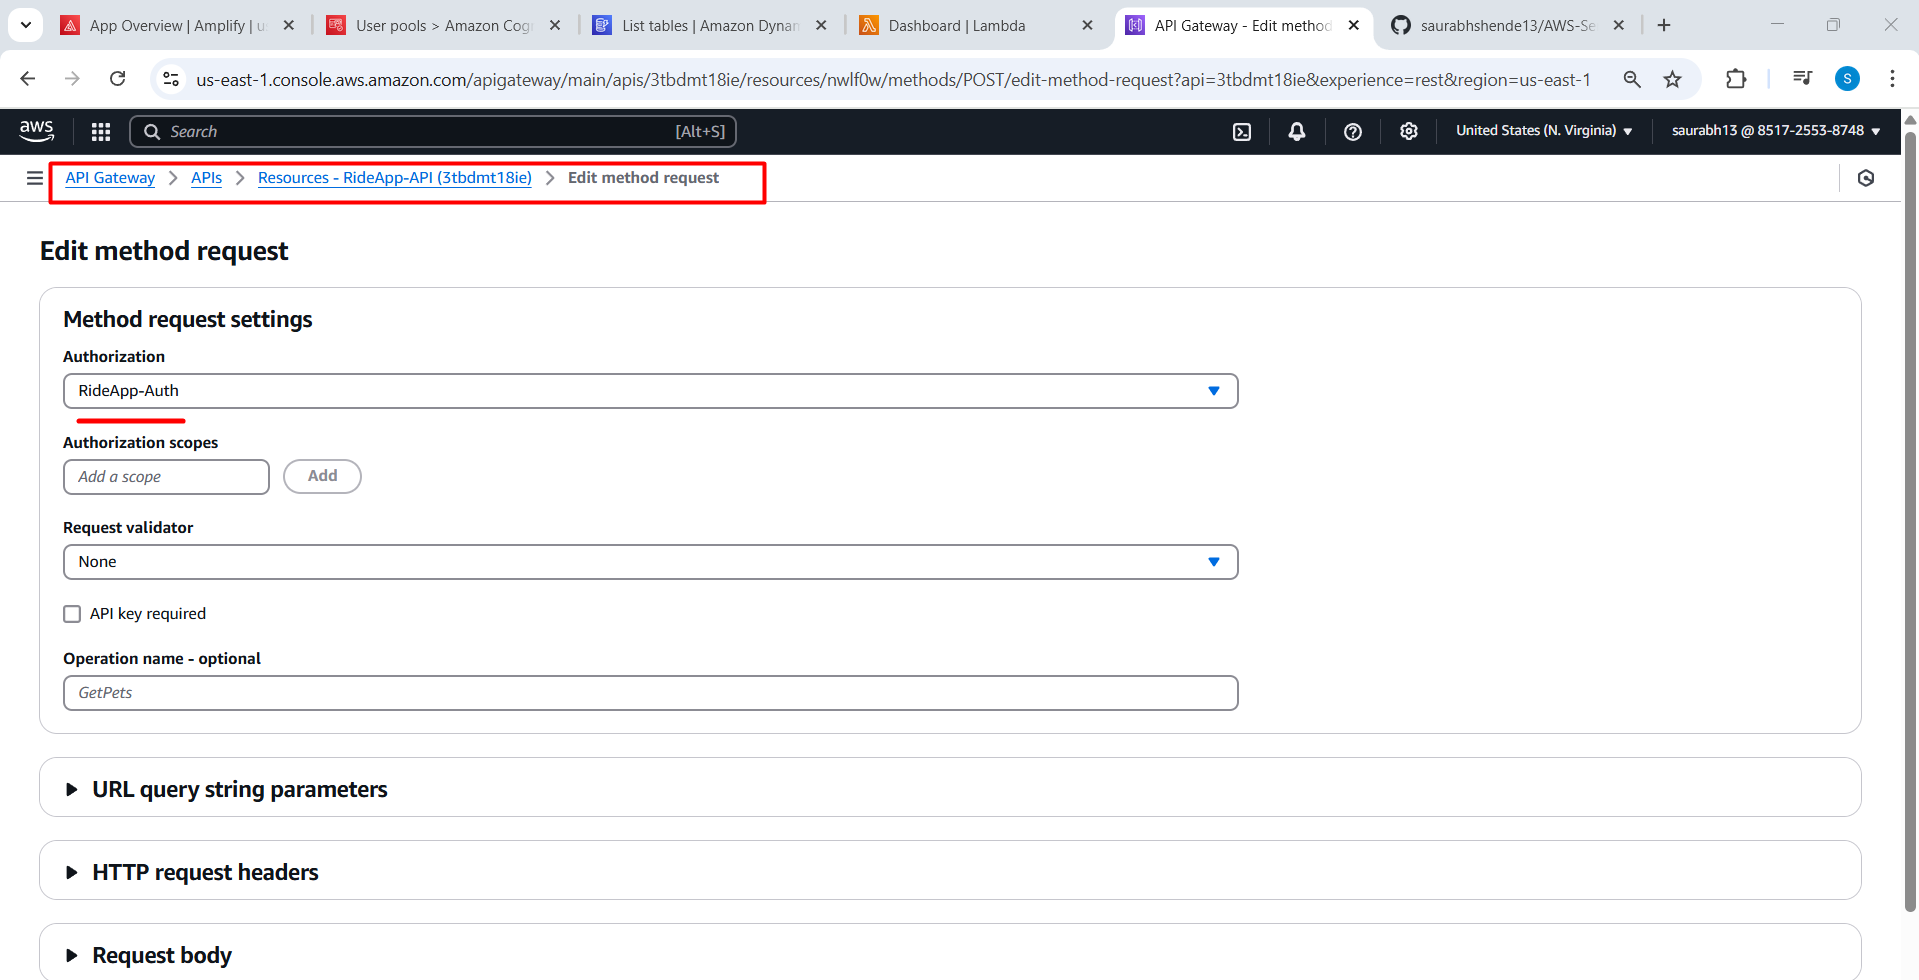 App Overview | Amplify | u
User pools > Amazon Cog
List tables | Amazon Dynam
Dashboard | Lambda
API Gateway - Edit method
saurabhshende13/AWS-Se
us-east-1.console.aws.amazon.com/apigateway/main/apis/3tbdmt18ie/resources/nwlf0w/methods/POST/edit-method-request?api=3tbdmt18ie&experience=rest&region=us-east-1
S
aws
Search [Alt+S]
United States (N. Virginia)
saurabh13 @ 8517-2553-8748
API Gateway > APIs > Resources - RideApp-API (3tbdmt18ie) > Edit method request
Edit method request
Method request settings
Authorization
RideApp-Auth
Authorization scopes
Add a scope Add
Request validator
None
API key required
Operation name - optional
GetPets
URL query string parameters
HTTP request headers
Request body